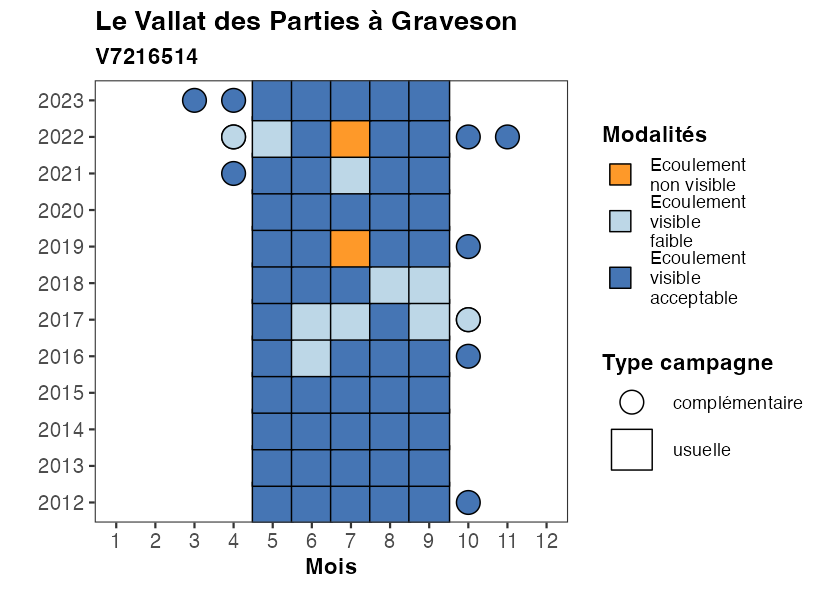 Le Vallat des Parties à Graveson
V7216514
2023
2022
2021
2020
2019
2018
2017
2016
2015
2014
2013
2012
1 2 3 4 5 6 7 8 9 10 11 12
Mois
Modalités
Ecoulement
non visible
Ecoulement
visible
faible
Ecoulement
visible
acceptable
Type campagne
complémentaire
usuelle